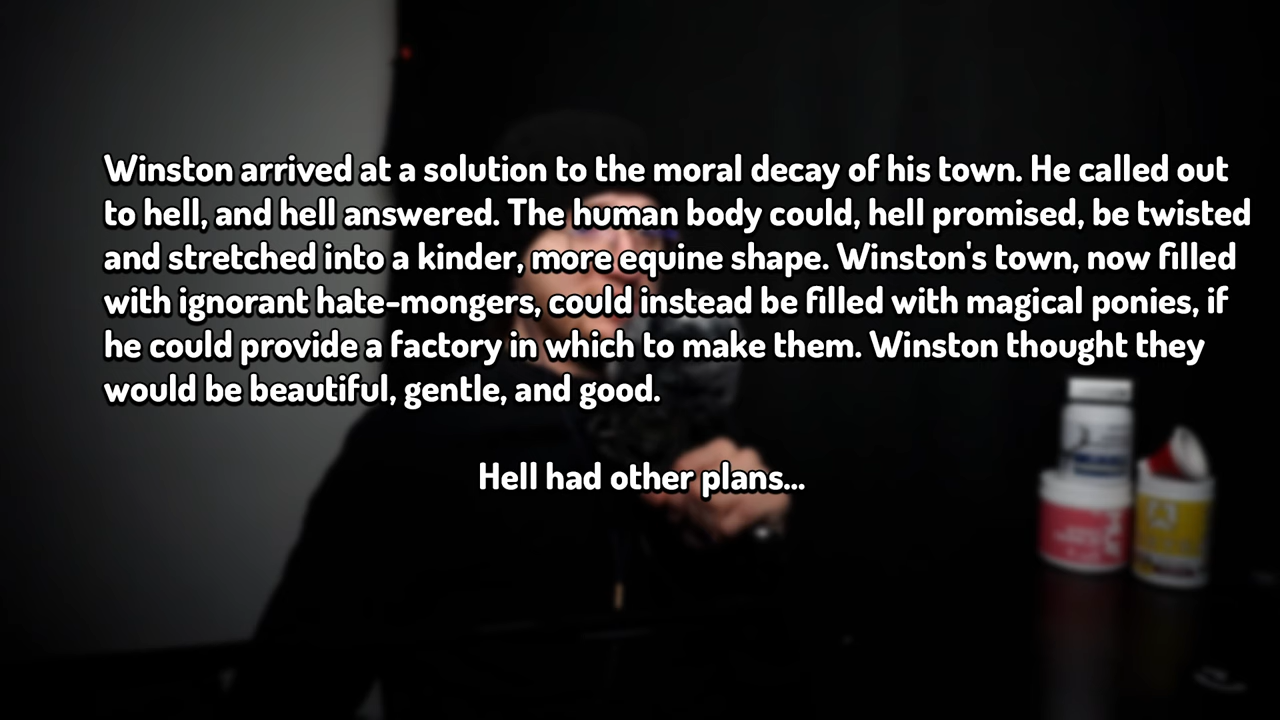 Winston arrived at a solution to the moral decay of his town. He called out
to hell, and hell answered. The human body could, hell promised, be twisted
and stretched into a kinder, more equine shape. Winston's town, now filled
with ignorant hate-mongers, could instead be filled with magical ponies, if
he could provide a factory in which to make them. Winston thought they
would be beautiful, gentle, and good.
Hell had other plans...